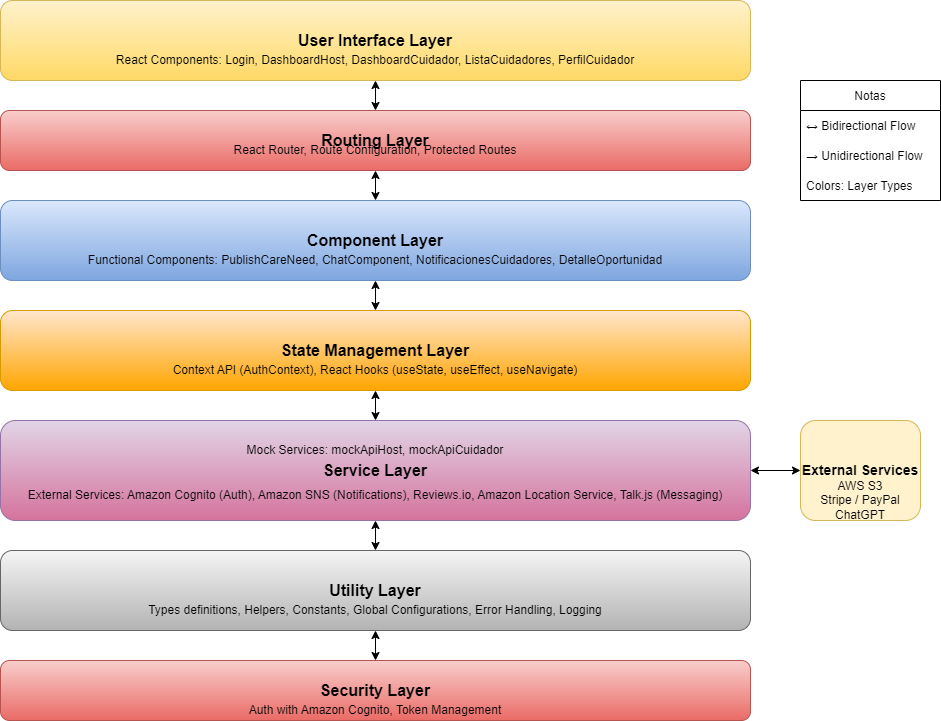 User Interface Layer
React Components: Login, DashboardHost, DashboardCuidador, ListaCuidadores, PerfilCuidador
Routing Layer
React Router, Route Configuration, Protected Routes
Component Layer
Functional Components: PublishCareNeed, ChatComponent, NotificacionesCuidadores, DetalleOportunidad
State Management Layer
Context API (AuthContext), React Hooks (useState, useEffect, useNavigate)
Mock Services: mockApiHost, mockApiCuidador
Service Layer
External Services: Amazon Cognito (Auth), Amazon SNS (Notifications), Reviews.io, Amazon Location Service, Talk.js (Messaging)
Utility Layer
Types definitions, Helpers, Constants, Global Configurations, Error Handling, Logging
Security Layer
Auth with Amazon Cognito, Token Management
Notas
↔ Bidirectional Flow
→ Unidirectional Flow
Colors: Layer Types
External Services
AWS S3
Stripe / PayPal
ChatGPT